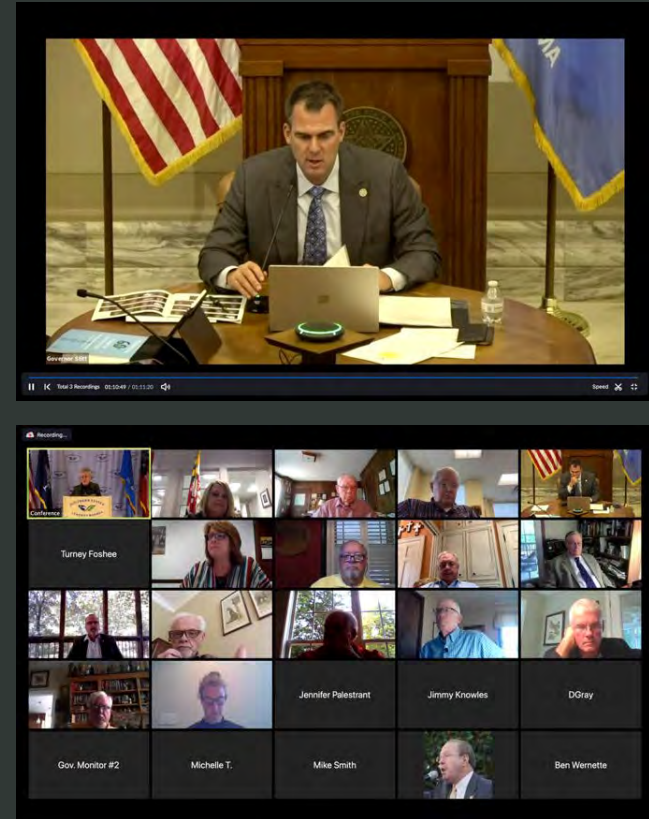 MA
Governor Stitt
Total 3 Recordings 01:10:49 / 01:11:20
Speed
Recording...
Conference
Turney Foshee
Jennifer Palestrant
Jimmy Knowles
DGray
Gov. Monitor #2
Michelle T.
Mike Smith
Ben Wernette